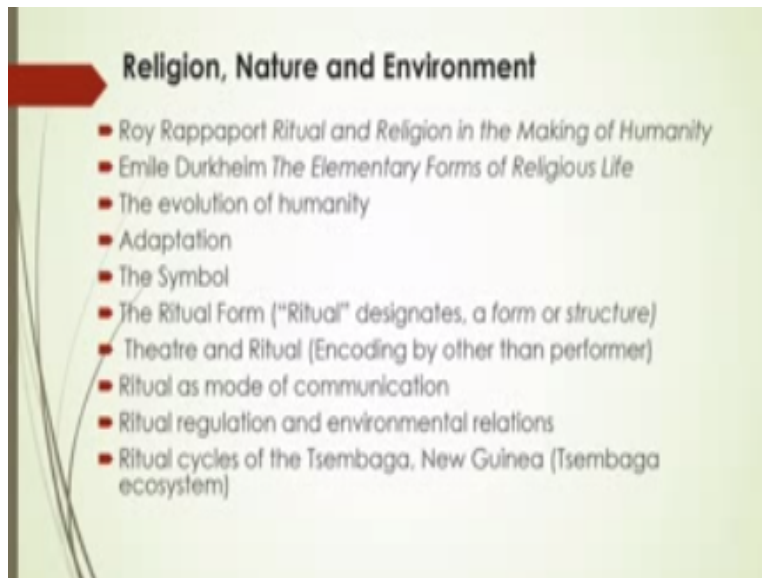 Religion, Nature and Environment
Roy Rappaport Ritual and Religion in the Making of Humanity
Emile Durkheim The Elementary Forms of Religious Life
The evolution of humanity
Adaptation
The Symbol
The Ritual Form ("Ritual" designates, a form or structure)
Theatre and Ritual (Encoding by other than performer)
Ritual as mode of communication
Ritual regulation and environmental relations
Ritual cycles of the Tsembaga, New Guinea (Tsembaga
ecosystem)